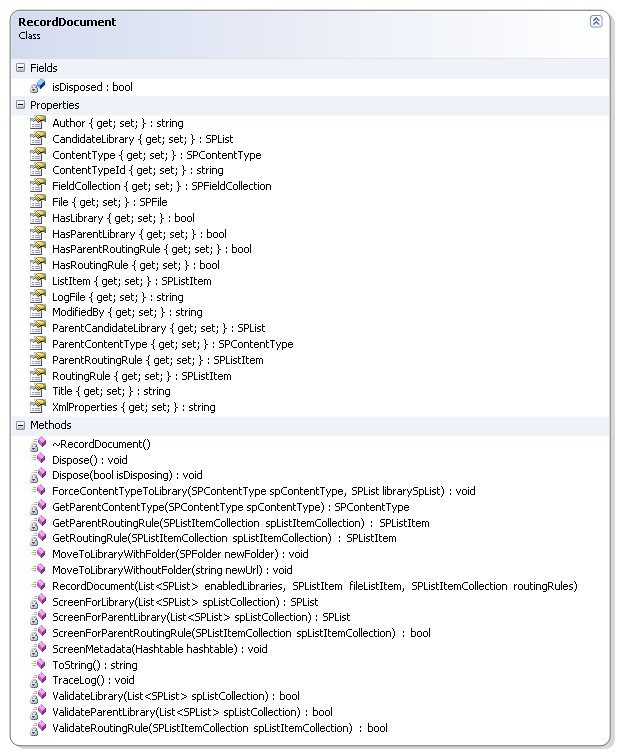 RecordDocument
Class
Fields
isDisposed : bool
Properties
Author { get; set; } : string
CandidateLibrary { get; set; } : SPList
ContentType { get; set; } : SPContentType
ContentTypeId { get; set; } : string
FieldCollection { get; set; } : SPFieldCollection
File { get; set; } : SPFile
HasLibrary { get; set; } : bool
HasParentLibrary { get; set; } : bool
HasParentRoutingRule { get; set; } : bool
HasRoutingRule { get; set; } : bool
ListItem { get; set; } : SPListItem
LogFile { get; set; } : string
ModifiedBy { get; set; } : string
ParentCandidateLibrary { get; set; } : SPList
ParentContentType { get; set; } : SPContentType
ParentRoutingRule { get; set; } : SPListItem
RoutingRule { get; set; } : SPListItem
Title { get; set; } : string
XmlProperties { get; set; } : string
Methods
~RecordDocument()
Dispose() : void
Dispose(bool isDisposing) : void
ForceContentTypeToLibrary(SPContentType spContentType, SPList librarySpList) : void
GetParentContentType(SPContentType spContentType) : SPContentType
GetParentRoutingRule(SPListItemCollection spListItemCollection) : SPListItem
GetRoutingRule(SPListItemCollection spListItemCollection) : SPListItem
MoveToLibraryWithFolder(SPFolder newFolder) : void
MoveToLibraryWithoutFolder(string newUrl) : void
RecordDocument(List<SPList> enabledLibraries, SPListItem fileListItem, SPListItemCollection routingRules)
ScreenForLibrary(List<SPList> spListCollection) : SPList
ScreenForParentLibrary(List<SPList> spListCollection) : SPList
ScreenForParentRoutingRule(SPListItemCollection spListItemCollection) : bool
ScreenMetadata(Hashtable hashtable) : void
ToString() : string
TraceLog() : void
ValidateLibrary(List<SPList> spListCollection) : bool
ValidateParentLibrary(List<SPList> spListCollection) : bool
ValidateRoutingRule(SPListItemCollection spListItemCollection) : bool